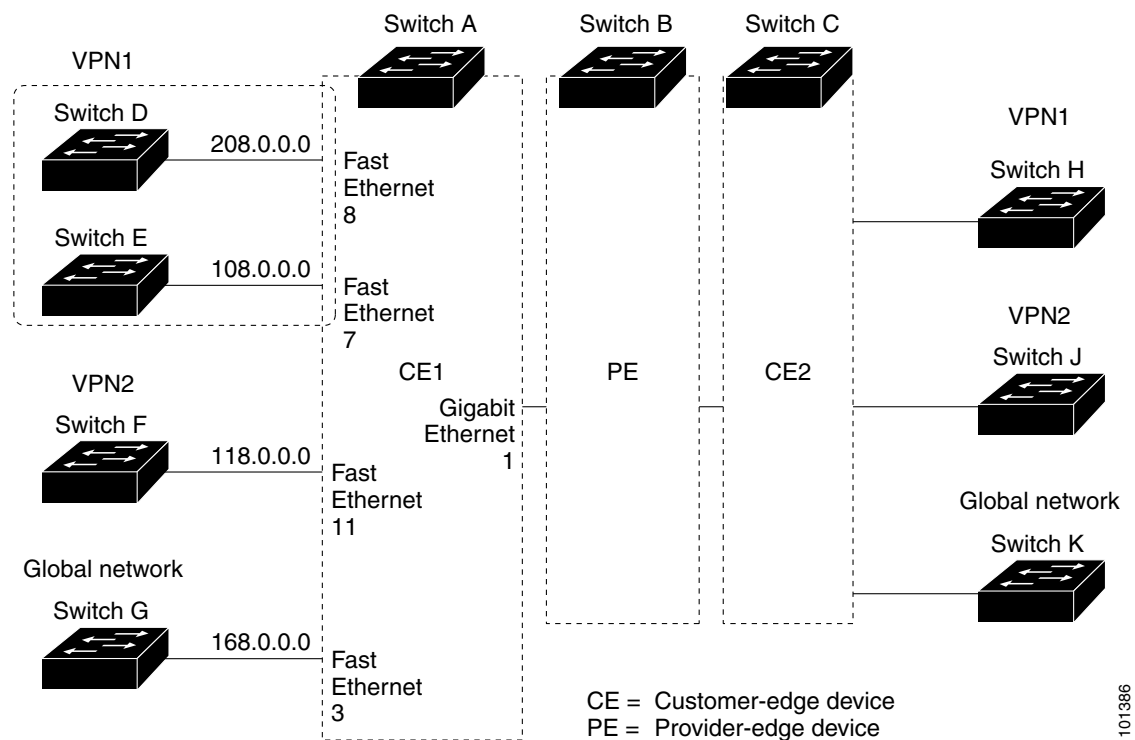 Switch A
Switch B
Switch C
VPN1
Switch D
208.0.0.0
Fast
Ethernet
8
Switch E
108.0.0.0
Fast
Ethernet
7
VPN2
Switch F
118.0.0.0
Fast
Ethernet
11
Global network
Switch G
168.0.0.0
Fast
Ethernet
3
CE1
Gigabit
Ethernet
1
PE
CE2
VPN1
Switch H
VPN2
Switch J
Global network
Switch K
CE = Customer-edge device
PE = Provider-edge device
101386